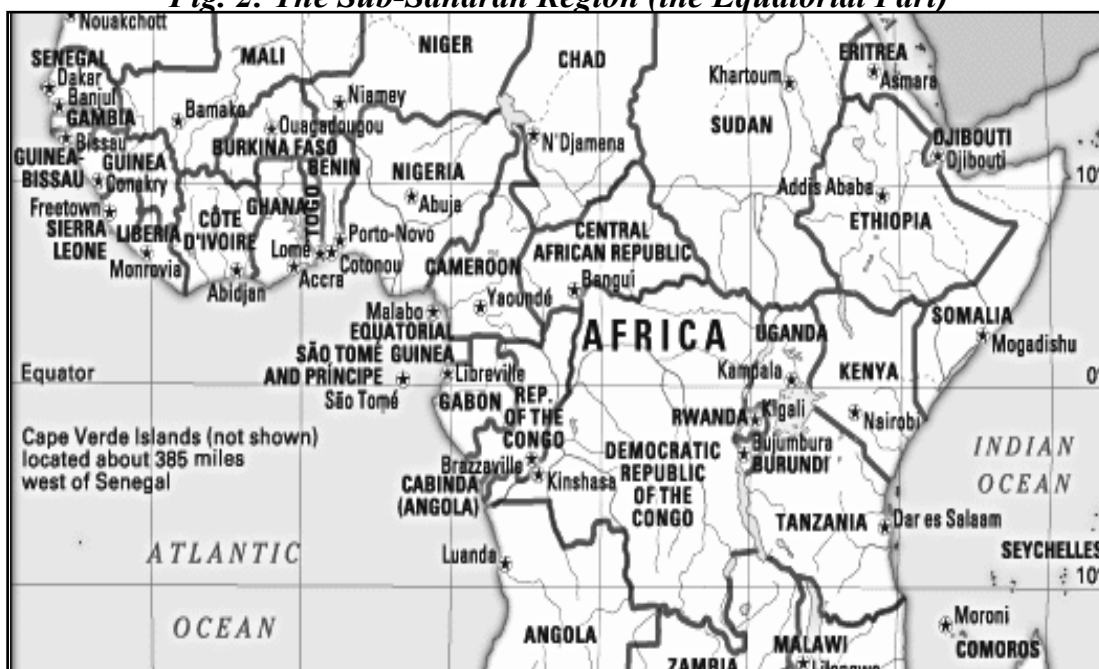 Fig. 2: The Sub-Saharan Region (the Equatorial Part)
Nouakchott
SENEGAL
Dakar
Banjul
GAMBIA
Bissau
GUINEA-
BISSAU
GUINEA
Conakry
Freetown
SIERRA
LEONE
LIBERIA
Monrovia
MALI
Bamako
NIGER
Niamey
Ouagadougou
BURKINA FASO
BENIN
CÔTE
D'IVOIRE
Abidjan
GHANA
TOGO
Lomé
Accra
Porto-Novo
Cotonou
NIGERIA
Abuja
CHAD
N'Djamena
Khartoum
SUDAN
ERITREA
Asmara
DJIBOUTI
Djibouti
Addis Ababa
ETHIOPIA
10°
CENTRAL
AFRICAN REPUBLIC
Bangui
CAMEROON
Yaoundé
Malabo
EQUATORIAL
GUINEA
SÃO TOMÉ
AND PRÍNCIPE
São Tomé
Libreville
GABON
REP.
OF THE
CONGO
Brazzaville
Kinshasa
CABINDA
(ANGOLA)
AFRICA
UGANDA
Kampala
KENYA
Nairobi
SOMALIA
Mogadishu
Equator
0°
RWANDA
Kigali
Bujumbura
BURUNDI
DEMOCRATIC
REPUBLIC
OF THE
CONGO
TANZANIA
Dar es Salaam
INDIAN
OCEAN
SEYCHELLES
10°
Cape Verde Islands (not shown)
located about 385 miles
west of Senegal
ATLANTIC
OCEAN
Luanda
ANGOLA
ZAMBIA
MALAWI
Lilongwe
Moroni
COMOROS